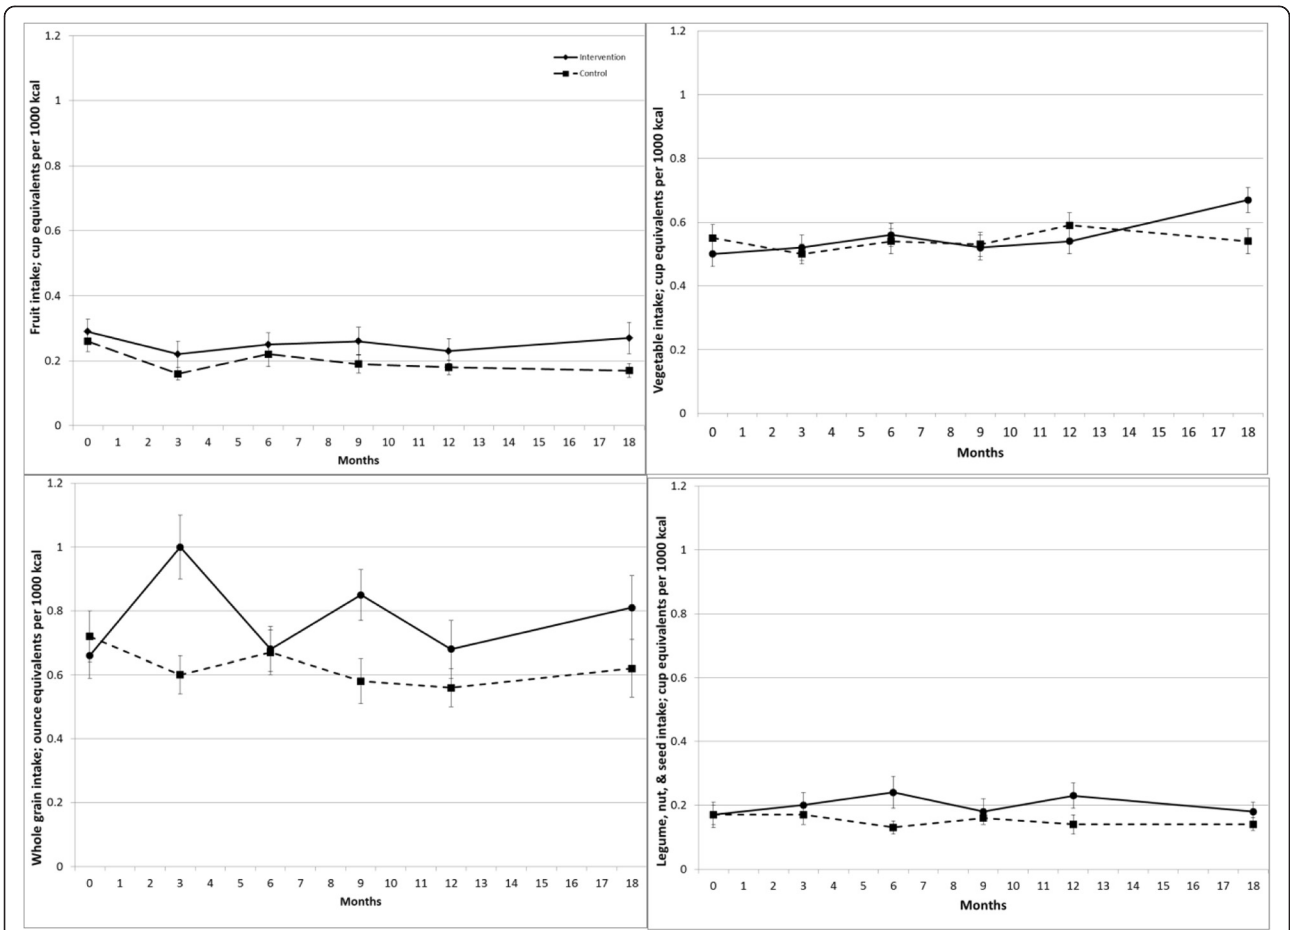 Fruit intake; cup equivalents per 1000 kcal
1.2
1
0.8
0.6
0.4
0.2
0
Intervention
Control
0 1 2 3 4 5 6 7 8 9 10 11 12 13 14 15 16 17 18
Months
Vegetable intake; cup equivalents per 1000 kcal
1.2
1
0.8
0.6
0.4
0.2
0
0 1 2 3 4 5 6 7 8 9 10 11 12 13 14 15 16 17 18
Months
Whole grain intake; ounce equivalents per 1000 kcal
1.2
1
0.8
0.6
0.4
0.2
0
0 1 2 3 4 5 6 7 8 9 10 11 12 13 14 15 16 17 18
Months
Legume, nut, & seed intake; cup equivalents per 1000 kcal
1.2
1
0.8
0.6
0.4
0.2
0
0 1 2 3 4 5 6 7 8 9 10 11 12 13 14 15 16 17 18
Months